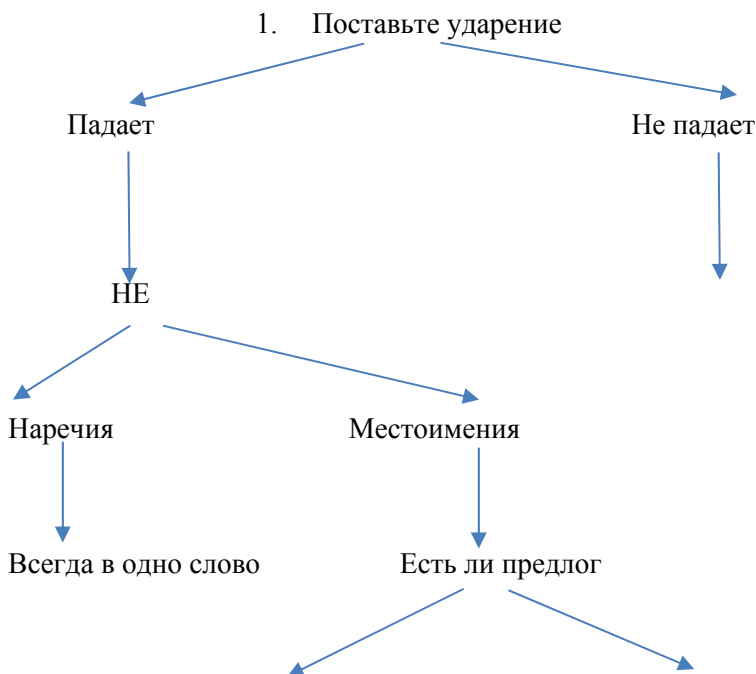 1. Поставьте ударение
Падает Не падает
НЕ
Наречия Местоимения
Всегда в одно слово Есть ли предлог